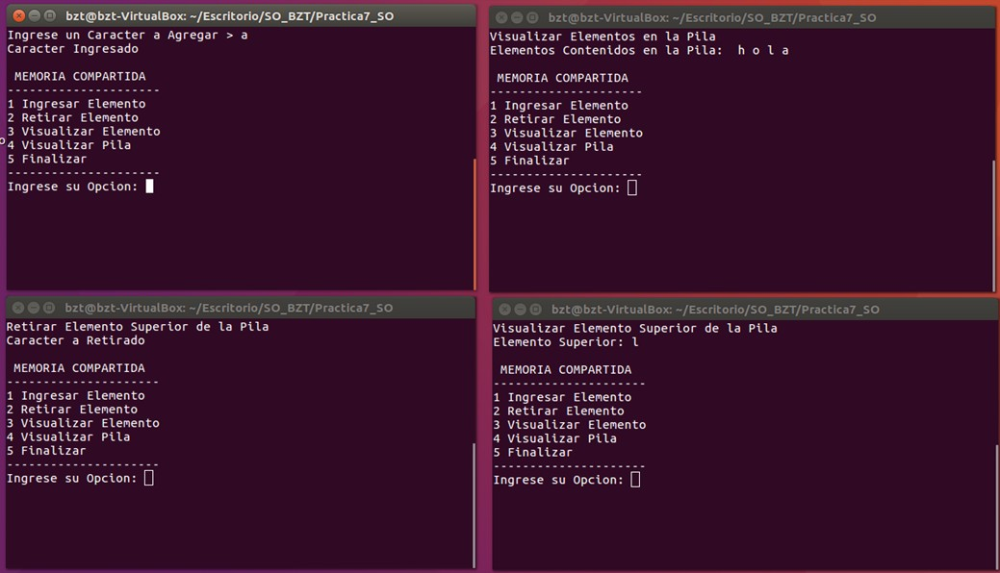 bzt@bzt-VirtualBox: ~/Escritorio/SO_BZT/Practica7_SO
Ingrese un Caracter a Agregar > a
Caracter Ingresado
MEMORIA COMPARTIDA
----------------------
1 Ingresar Elemento
2 Retirar Elemento
3 Visualizar Elemento
4 Visualizar Pila
5 Finalizar
----------------------
Ingrese su Opcion:
bzt@bzt-VirtualBox: ~/Escritorio/SO_BZT/Practica7_SO
Visualizar Elementos en la Pila
Elementos Contenidos en la Pila:  h o l a
MEMORIA COMPARTIDA
----------------------
1 Ingresar Elemento
2 Retirar Elemento
3 Visualizar Elemento
4 Visualizar Pila
5 Finalizar
----------------------
Ingrese su Opcion:
bzt@bzt-VirtualBox: ~/Escritorio/SO_BZT/Practica7_SO
Retirar Elemento Superior de la Pila
Caracter a Retirado
MEMORIA COMPARTIDA
----------------------
1 Ingresar Elemento
2 Retirar Elemento
3 Visualizar Elemento
4 Visualizar Pila
5 Finalizar
----------------------
Ingrese su Opcion:
bzt@bzt-VirtualBox: ~/Escritorio/SO_BZT/Practica7_SO
Visualizar Elemento Superior de la Pila
Elemento Superior: l
MEMORIA COMPARTIDA
----------------------
1 Ingresar Elemento
2 Retirar Elemento
3 Visualizar Elemento
4 Visualizar Pila
5 Finalizar
----------------------
Ingrese su Opcion: